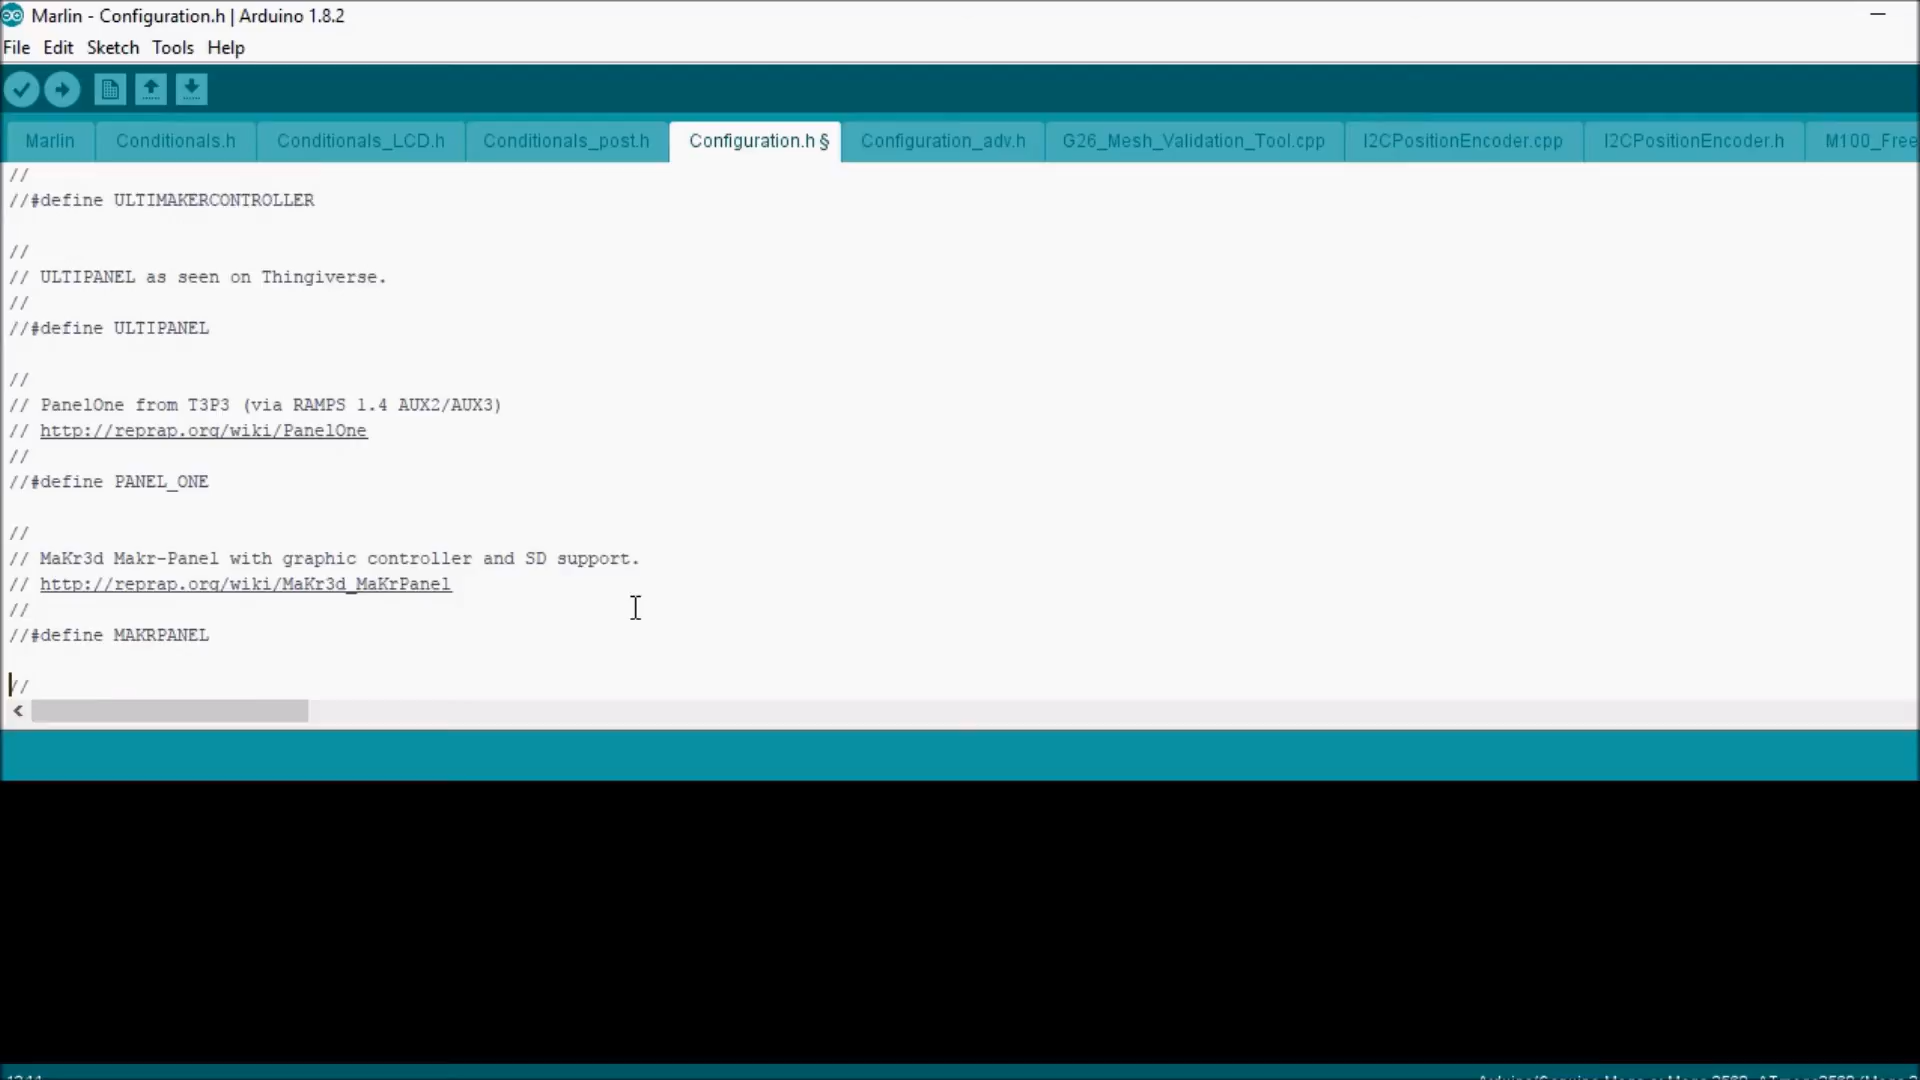 Marlin - Configuration.h | Arduino 1.8.2
File Edit Sketch Tools Help
Marlin Conditionals.h Conditionals_LCD.h Conditionals_post.h Configuration.h § Configuration_adv.h G26_Mesh_Validation_Tool.cpp I2CPositionEncoder.cpp I2CPositionEncoder.h M100_Free
//
//#define ULTIMAKERCONTROLLER
//
// ULTIPANEL as seen on Thingiverse.
//
//#define ULTIPANEL
//
// PanelOne from T3P3 (via RAMPS 1.4 AUX2/AUX3)
// http://reprap.org/wiki/PanelOne
//
//#define PANEL_ONE
//
// MaKr3d Makr-Panel with graphic controller and SD support.
// http://reprap.org/wiki/MaKr3d_MaKrPanel
//
//#define MAKRPANEL
//